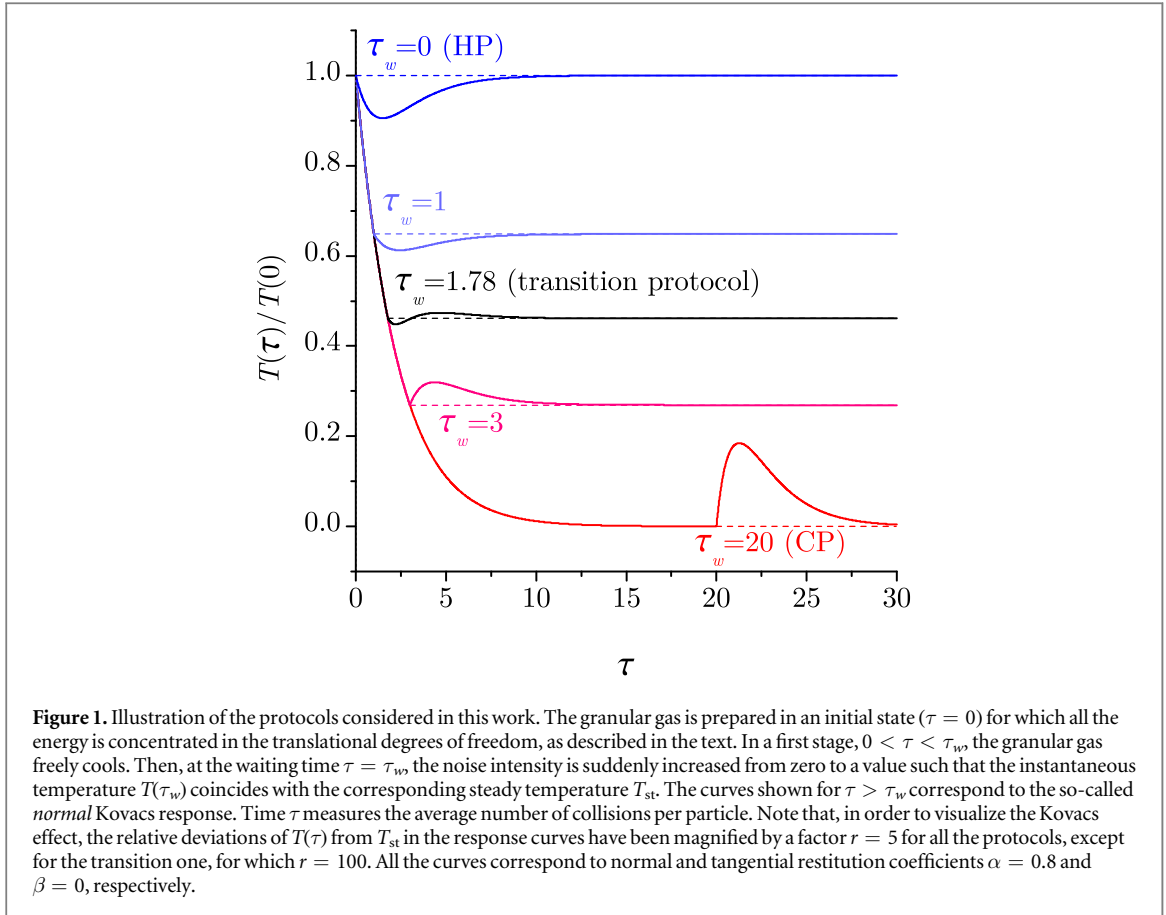 τw=0 (HP)
1.0
0.8
τw=1
0.6
τw=1.78 (transition protocol)
0.4
T(τ)/T(0)
τw=3
0.2
0.0
τw=20 (CP)
0 5 10 15 20 25 30
τ
Figure 1. Illustration of the protocols considered in this work. The granular gas is prepared in an initial state (τ = 0) for which all the
energy is concentrated in the translational degrees of freedom, as described in the text. In a first stage, 0 < τ < τw, the granular gas
freely cools. Then, at the waiting time τ = τw, the noise intensity is suddenly increased from zero to a value such that the instantaneous
temperature T(τw) coincides with the corresponding steady temperature Tst. The curves shown for τ > τw correspond to the so-called
normal Kovacs response. Time τ measures the average number of collisions per particle. Note that, in order to visualize the Kovacs
effect, the relative deviations of T(τ) from Tst in the response curves have been magnified by a factor r = 5 for all the protocols, except
for the transition one, for which r = 100. All the curves correspond to normal and tangential restitution coefficients α = 0.8 and
β = 0, respectively.